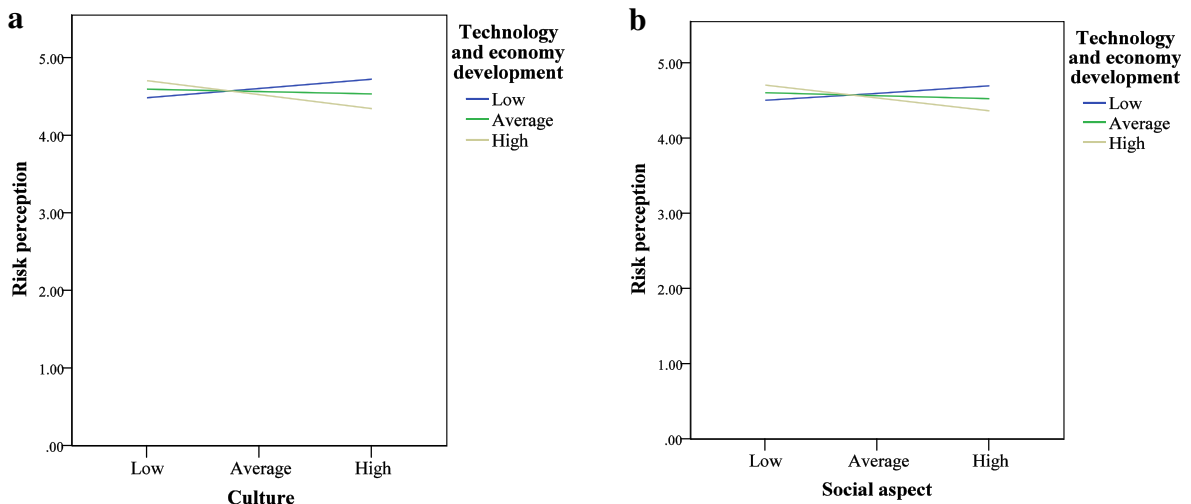 a
Technology
and economy
development
Low
Average
High
5.00
4.00
3.00
2.00
1.00
.00
Risk perception
Low
Average
High
Culture
b
Technology
and economy
development
Low
Average
High
5.00
4.00
3.00
2.00
1.00
.00
Risk perception
Low
Average
High
Social aspect